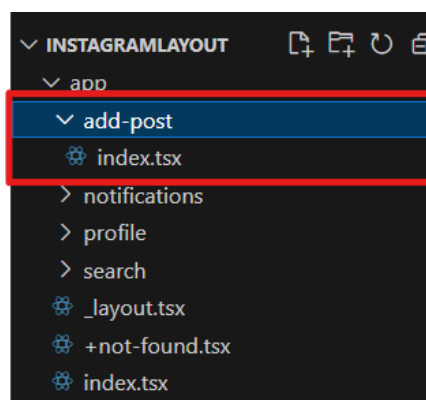 INSTAGRAMLAYOUT
app
add-post
index.tsx
notifications
profile
search
_layout.tsx
+not-found.tsx
index.tsx